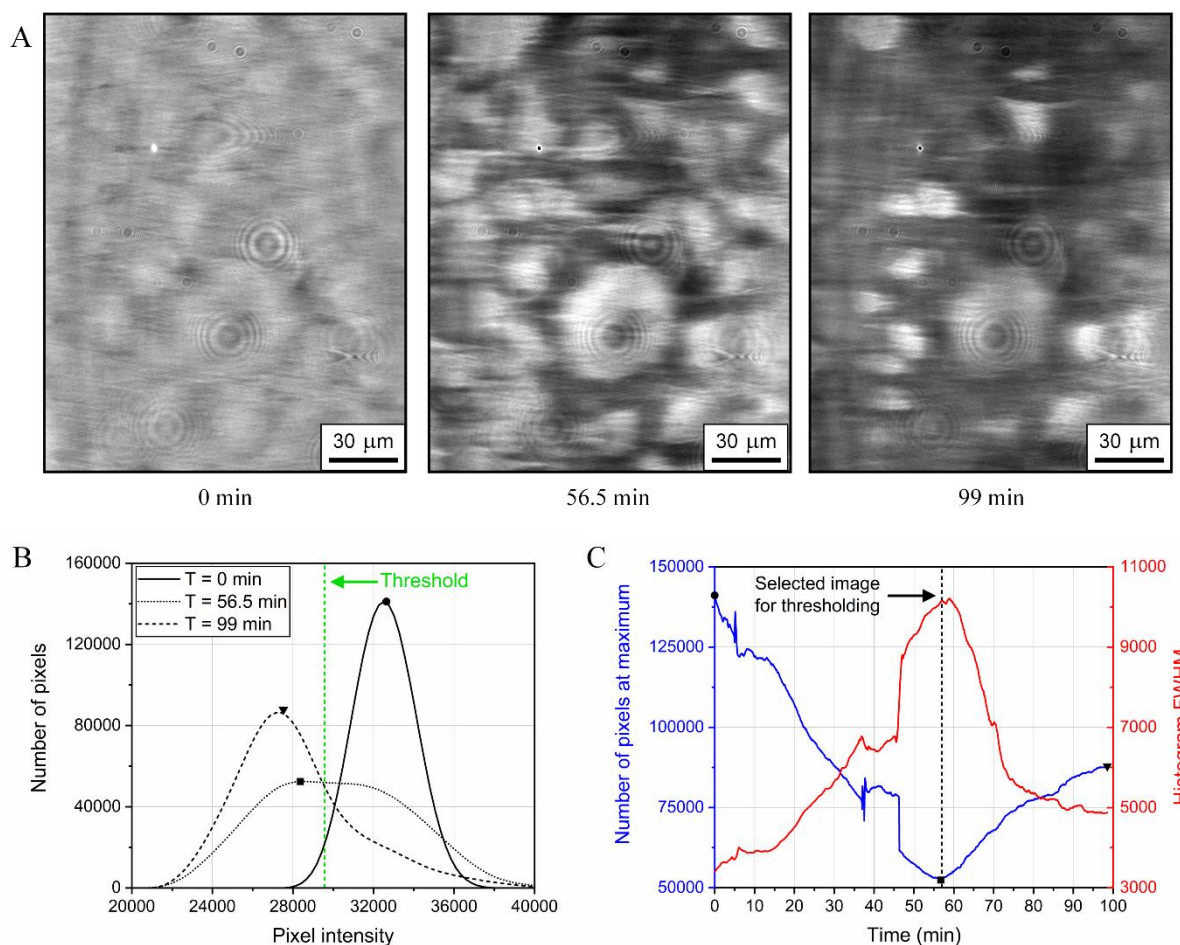 A
30 μm
30 μm
30 μm
0 min
56.5 min
99 min
B
160000
120000
80000
40000
0
Number of pixels
T = 0 min
T = 56.5 min
T = 99 min
Threshold
20000
24000
28000
32000
36000
40000
Pixel intensity
C
150000
125000
100000
75000
50000
Number of pixels at maximum
Selected image
for thresholding
11000
9000
7000
5000
3000
Histogram FWHM
0
10
20
30
40
50
60
70
80
90
100
Time (min)